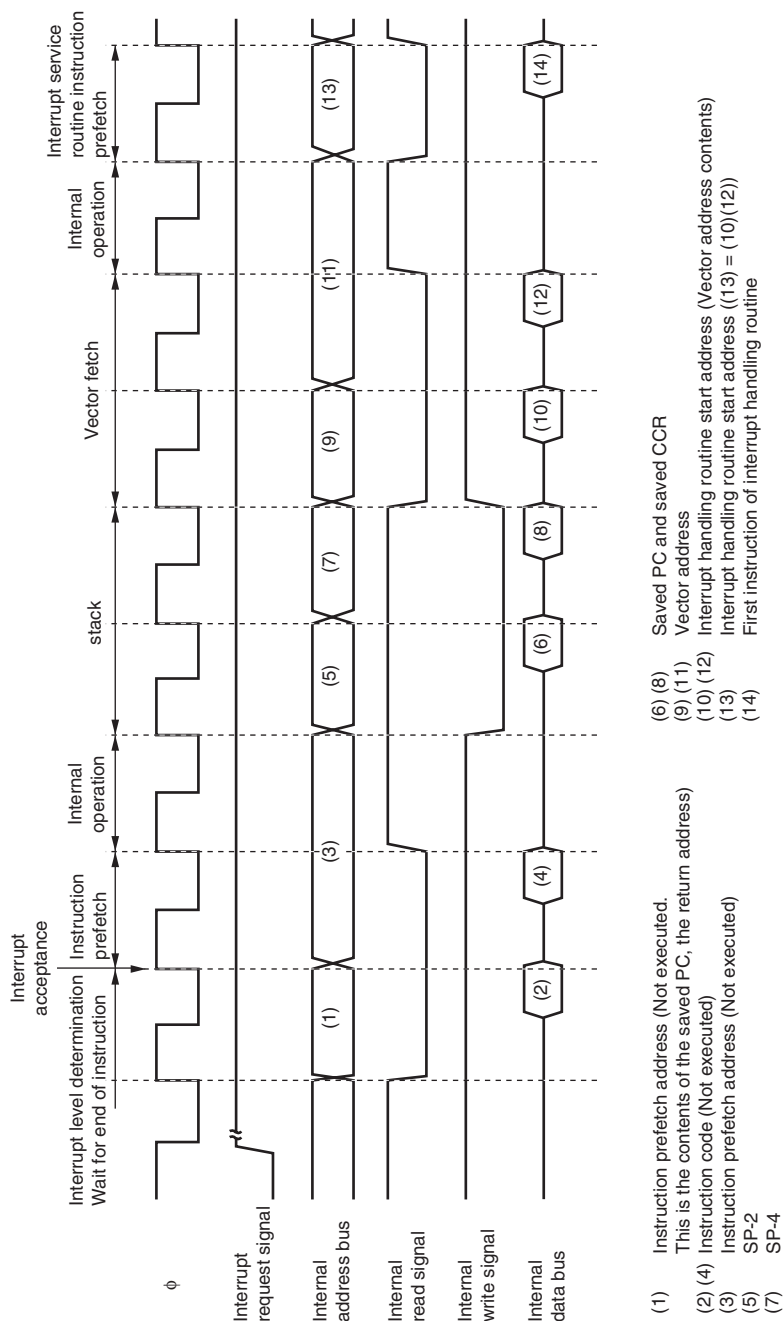 Interrupt
acceptance
Interrupt level determination
Wait for end of instruction
Instruction
prefetch
Internal
operation
stack
Vector fetch
Internal
operation
Interrupt service
routine instruction
prefetch
ϕ
Interrupt
request signal
Internal
address bus
(1)
(3)
(5)
(7)
(9)
(11)
(13)
Internal
read signal
Internal
write signal
Internal
data bus
(2)
(4)
(6)
(8)
(10)
(12)
(14)
(1) Instruction prefetch address (Not executed.
This is the contents of the saved PC, the return address)
(2) (4) Instruction code (Not executed)
(3) Instruction prefetch address (Not executed)
(5) SP-2
(7) SP-4
(6) (8) Saved PC and saved CCR
(9) (11) Vector address
(10) (12) Interrupt handling routine start address (Vector address contents)
(13) Interrupt handling routine start address ((13) = (10)(12))
(14) First instruction of interrupt handling routine